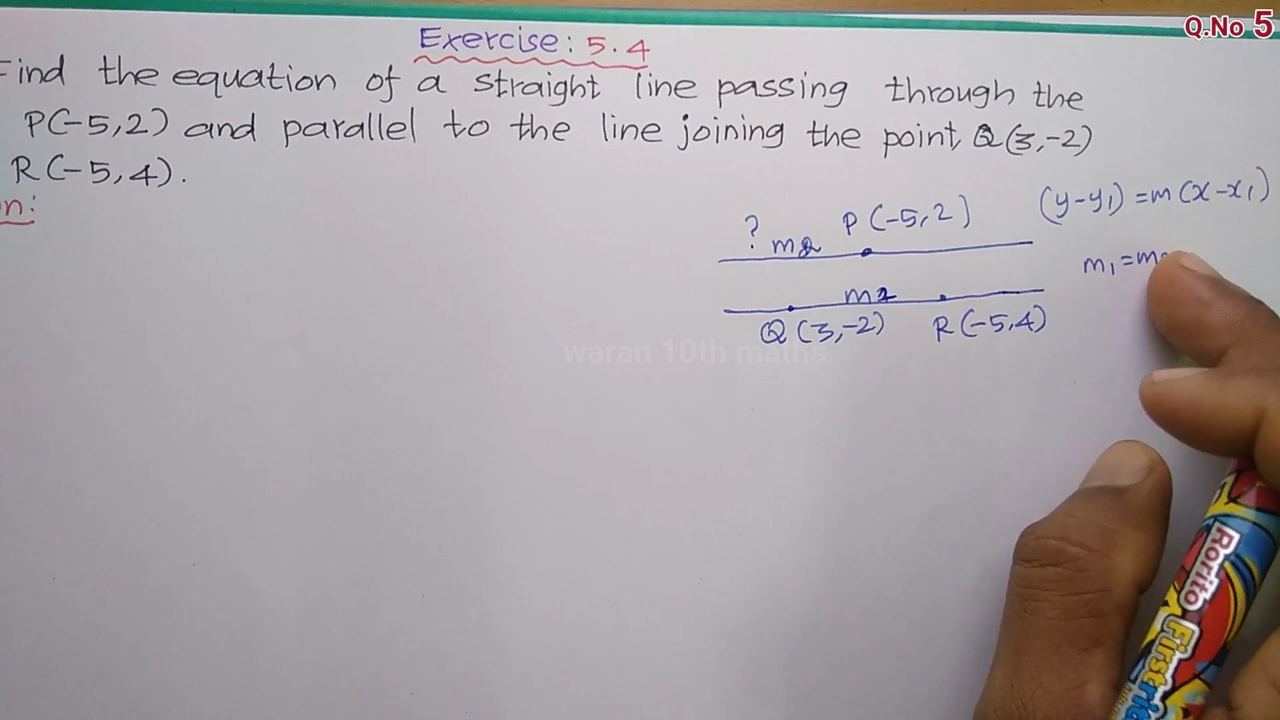 Q.No 5
Exercise: 5.4
Find the equation of a straight line passing through the
P(-5,2) and parallel to the line joining the point, Q(3,-2)
R(-5,4).
n:
(y-y₁) = m(x-x₁)
? P(-5,2)
m₁ =
Q(3,-2) R(-5,4)
waran 10th maths
Rorito